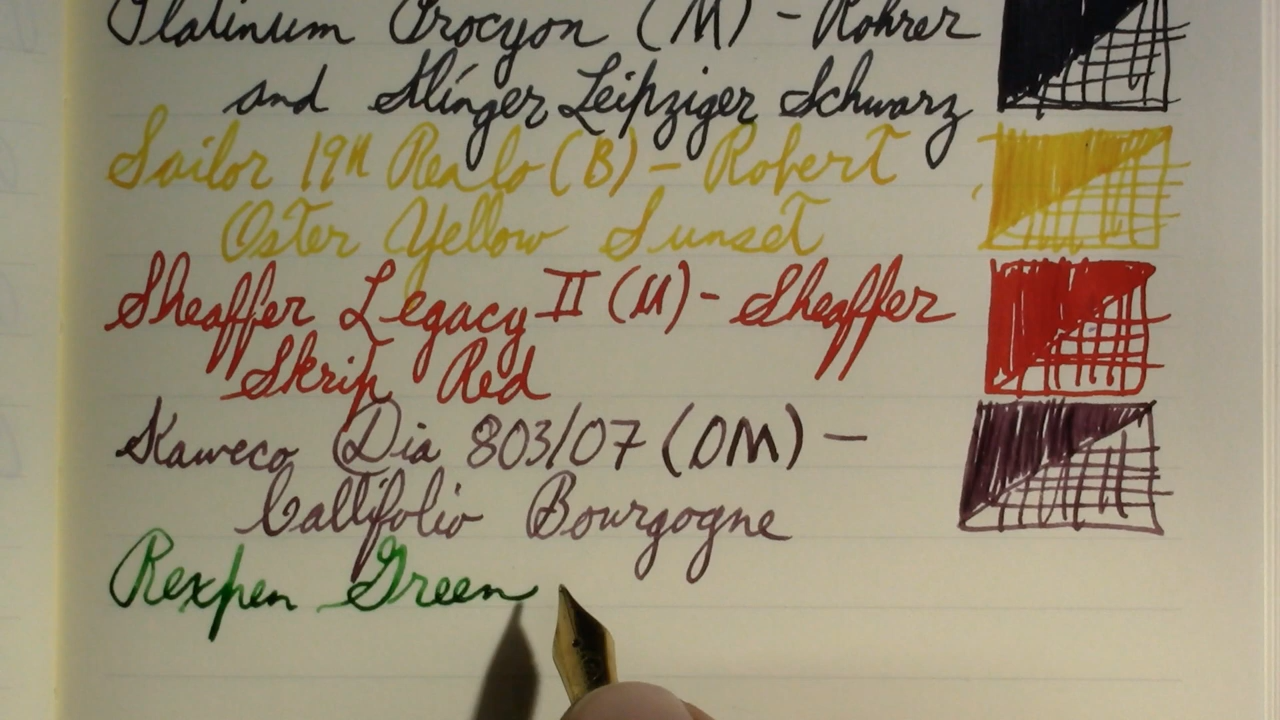 Platinum Procyon (M) - Rohrer
and Klinger Leipziger Schwarz
Sailor 1911 Realo (B) - Robert
Oster Yellow Sunset
Sheaffer Legacy II (M) - Sheaffer
Skrip Red
Kaweco Dia 803/07 (OM) -
Callifolio Bourgogne
Rexpen Green